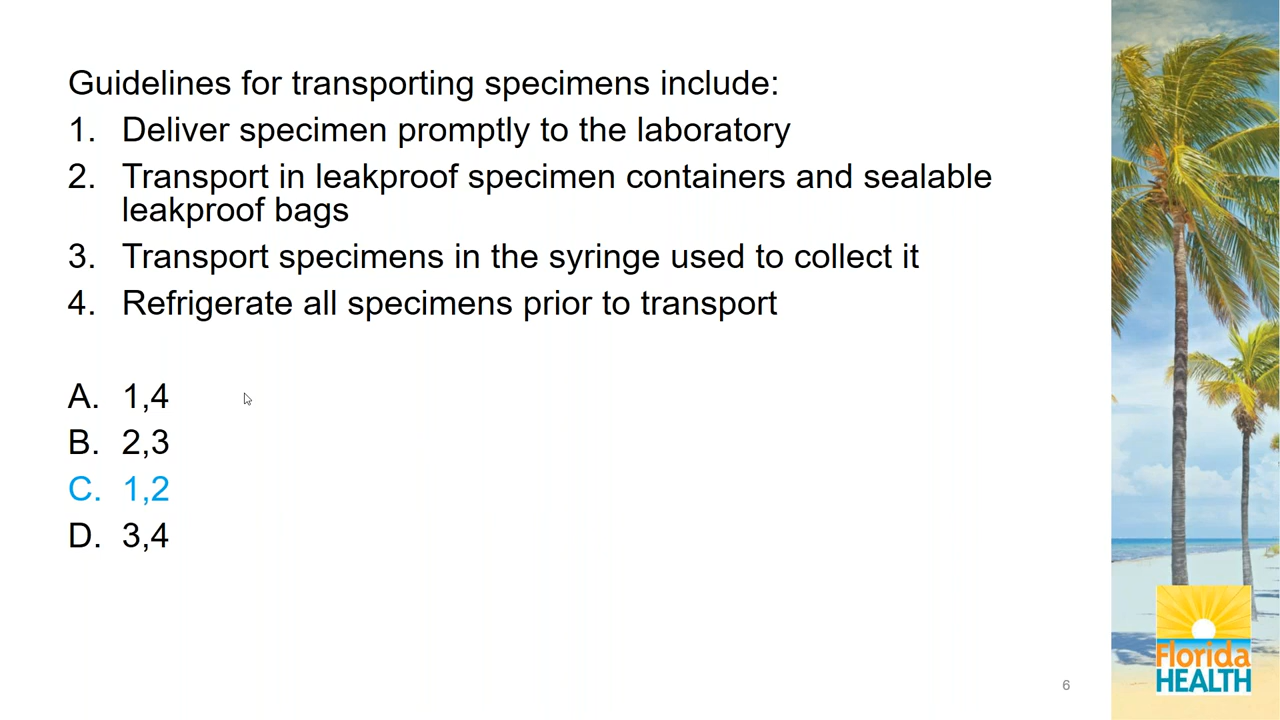 Guidelines for transporting specimens include:
1. Deliver specimen promptly to the laboratory
2. Transport in leakproof specimen containers and sealable
leakproof bags
3. Transport specimens in the syringe used to collect it
4. Refrigerate all specimens prior to transport
A. 1,4
B. 2,3
C. 1,2
D. 3,4
6
Florida
HEALTH